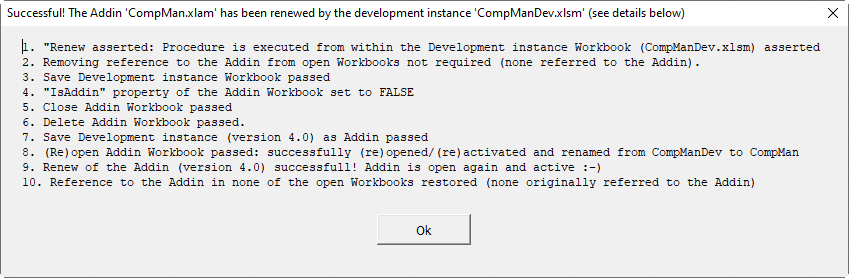 Successful! The Addin 'CompMan.xlam' has been renewed by the development instance 'CompManDev.xlsm' (see details below)
1. "Renew asserted: Procedure is executed from within the Development instance Workbook (CompManDev.xlsm) asserted
2. Removing reference to the Addin from open Workbooks not required (none referred to the Addin).
3. Save Development instance Workbook passed
4. "IsAddin" property of the Addin Workbook set to FALSE
5. Close Addin Workbook passed
6. Delete Addin Workbook passed.
7. Save Development instance (version 4.0) as Addin passed
8. (Re)open Addin Workbook passed: successfully (re)opened/(re)activated and renamed from CompManDev to CompMan
9. Renew of the Addin (version 4.0) successfull! Addin is open again and active :-)
10. Reference to the Addin in none of the open Workbooks restored (none originally referred to the Addin)
Ok